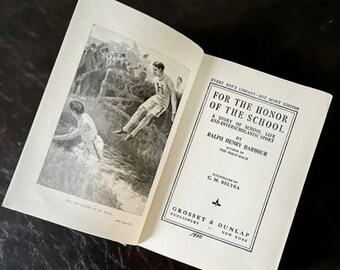 H
EVERY BOY'S LIBRARY—BOY SCOUT EDITION
FOR THE HONOR
OF THE SCHOOL
A STORY OF SCHOOL LIFE
AND INTERSCHOLASTIC SPORT
BY
RALPH HENRY BARBOUR
AUTHOR OF
THE HALF-BACK
ILLUSTRATED BY
C. M. RELYEA
GROSSET & DUNLAP
PUBLISHERS : : NEW YORK
1900